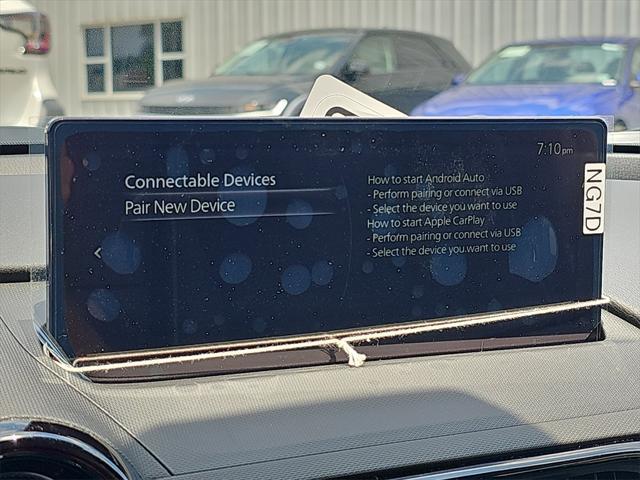 7:10pm
Connectable Devices
Pair New Device
How to start Android Auto
- Perform pairing or connect via USB
- Select the device you want to use
How to start Apple CarPlay
- Perform pairing or connect via USB
- Select the device you want to use
NG7D